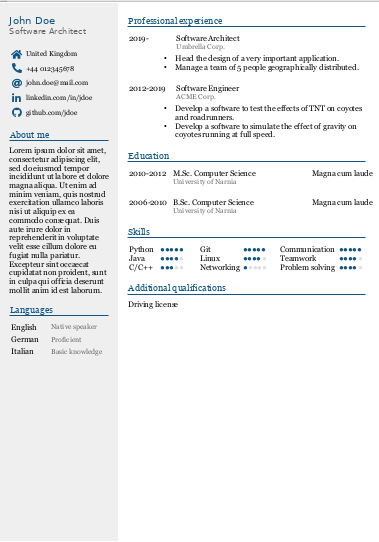 John Doe
Software Architect
United Kingdom
+44 012345678
john.doe@mail.com
linkedin.com/in/jdoe
github.com/jdoe
About me
Lorem ipsum dolor sit amet,
consectetur adipiscing elit,
sed do eiusmod tempor
incididunt ut labore et dolore
magna aliqua. Ut enim ad
minim veniam, quis nostrud
exercitation ullamco laboris
nisi ut aliquip ex ea
commodo consequat. Duis
aute irure dolor in
reprehenderit in voluptate
velit esse cillum dolore eu
fugiat nulla pariatur.
Excepteur sint occaecat
cupidatat non proident, sunt
in culpa qui officia deserunt
mollit anim id est laborum.
Languages
English Native speaker
German Proficient
Italian Basic knowledge
Professional experience
2019- Software Architect
Umbrella Corp.
• Head the design of a very important application.
• Manage a team of 5 people geographically distributed.
2012-2019 Software Engineer
ACME Corp.
• Develop a software to test the effects of TNT on coyotes
and roadrunners.
• Develop a software to simulate the effect of gravity on
coyotes running at full speed.
Education
2010-2012 M.Sc. Computer Science Magna cum laude
University of Narnia
2006-2010 B.Sc. Computer Science Magna cum laude
University of Narnia
Skills
Python Git Communication
Java Linux Teamwork
C/C++ Networking Problem solving
Additional qualifications
Driving license